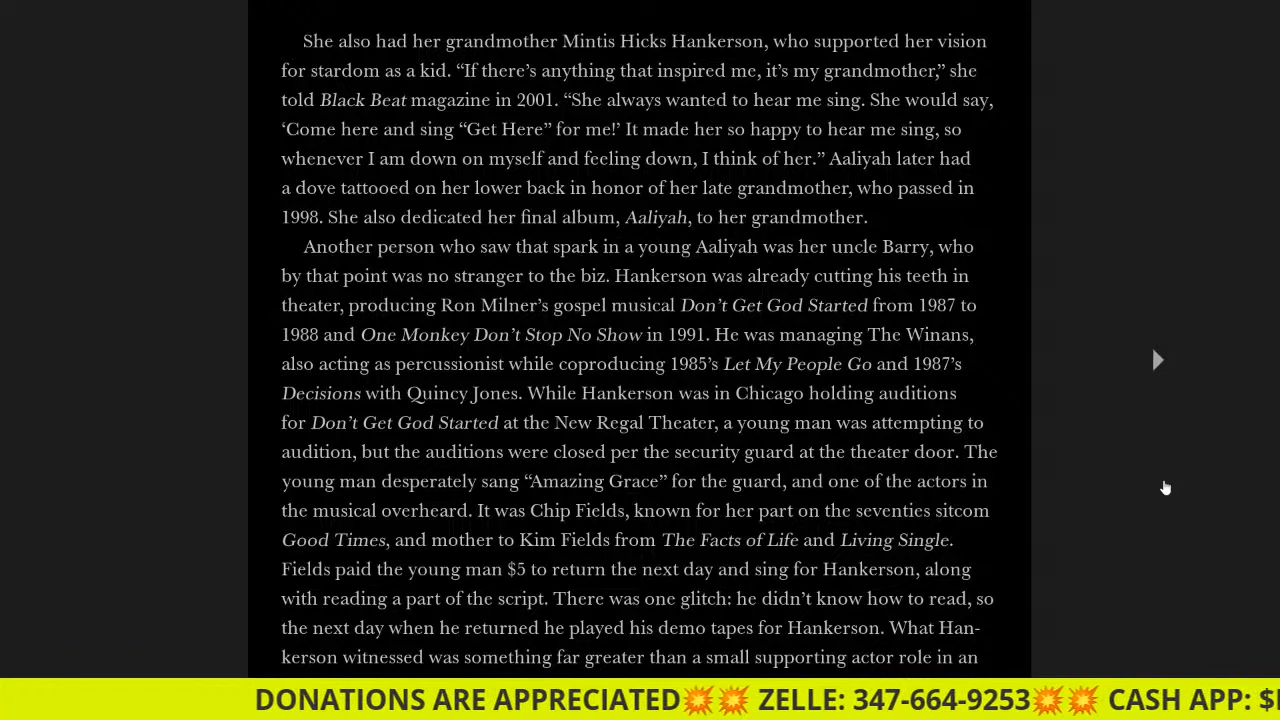 She also had her grandmother Mintis Hicks Hankerson, who supported her vision
for stardom as a kid. “If there’s anything that inspired me, it’s my grandmother,” she
told Black Beat magazine in 2001. “She always wanted to hear me sing. She would say,
‘Come here and sing “Get Here” for me!’ It made her so happy to hear me sing, so
whenever I am down on myself and feeling down, I think of her.” Aaliyah later had
a dove tattooed on her lower back in honor of her late grandmother, who passed in
1998. She also dedicated her final album, Aaliyah, to her grandmother.
Another person who saw that spark in a young Aaliyah was her uncle Barry, who
by that point was no stranger to the biz. Hankerson was already cutting his teeth in
theater, producing Ron Milner’s gospel musical Don’t Get God Started from 1987 to
1988 and One Monkey Don’t Stop No Show in 1991. He was managing The Winans,
also acting as percussionist while coproducing 1985’s Let My People Go and 1987’s
Decisions with Quincy Jones. While Hankerson was in Chicago holding auditions
for Don’t Get God Started at the New Regal Theater, a young man was attempting to
audition, but the auditions were closed per the security guard at the theater door. The
young man desperately sang “Amazing Grace” for the guard, and one of the actors in
the musical overheard. It was Chip Fields, known for her part on the seventies sitcom
Good Times, and mother to Kim Fields from The Facts of Life and Living Single.
Fields paid the young man $5 to return the next day and sing for Hankerson, along
with reading a part of the script. There was one glitch: he didn’t know how to read, so
the next day when he returned he played his demo tapes for Hankerson. What Han-
kerson witnessed was something far greater than a small supporting actor role in an
DONATIONS ARE APPRECIATED💥💥 ZELLE: 347-664-9253💥💥 CASH APP: